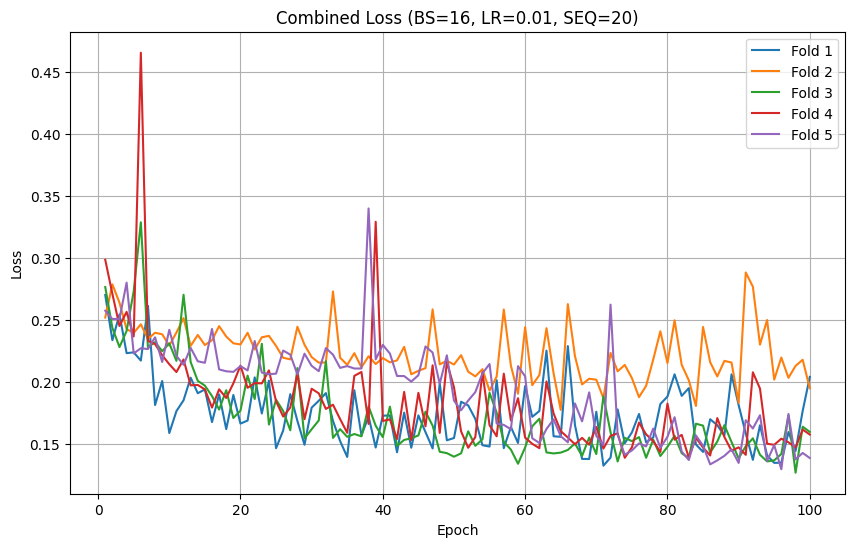 Combined Loss (BS=16, LR=0.01, SEQ=20)
Loss
0.45
0.40
0.35
0.30
0.25
0.20
0.15
Fold 1
Fold 2
Fold 3
Fold 4
Fold 5
0 20 40 60 80 100
Epoch